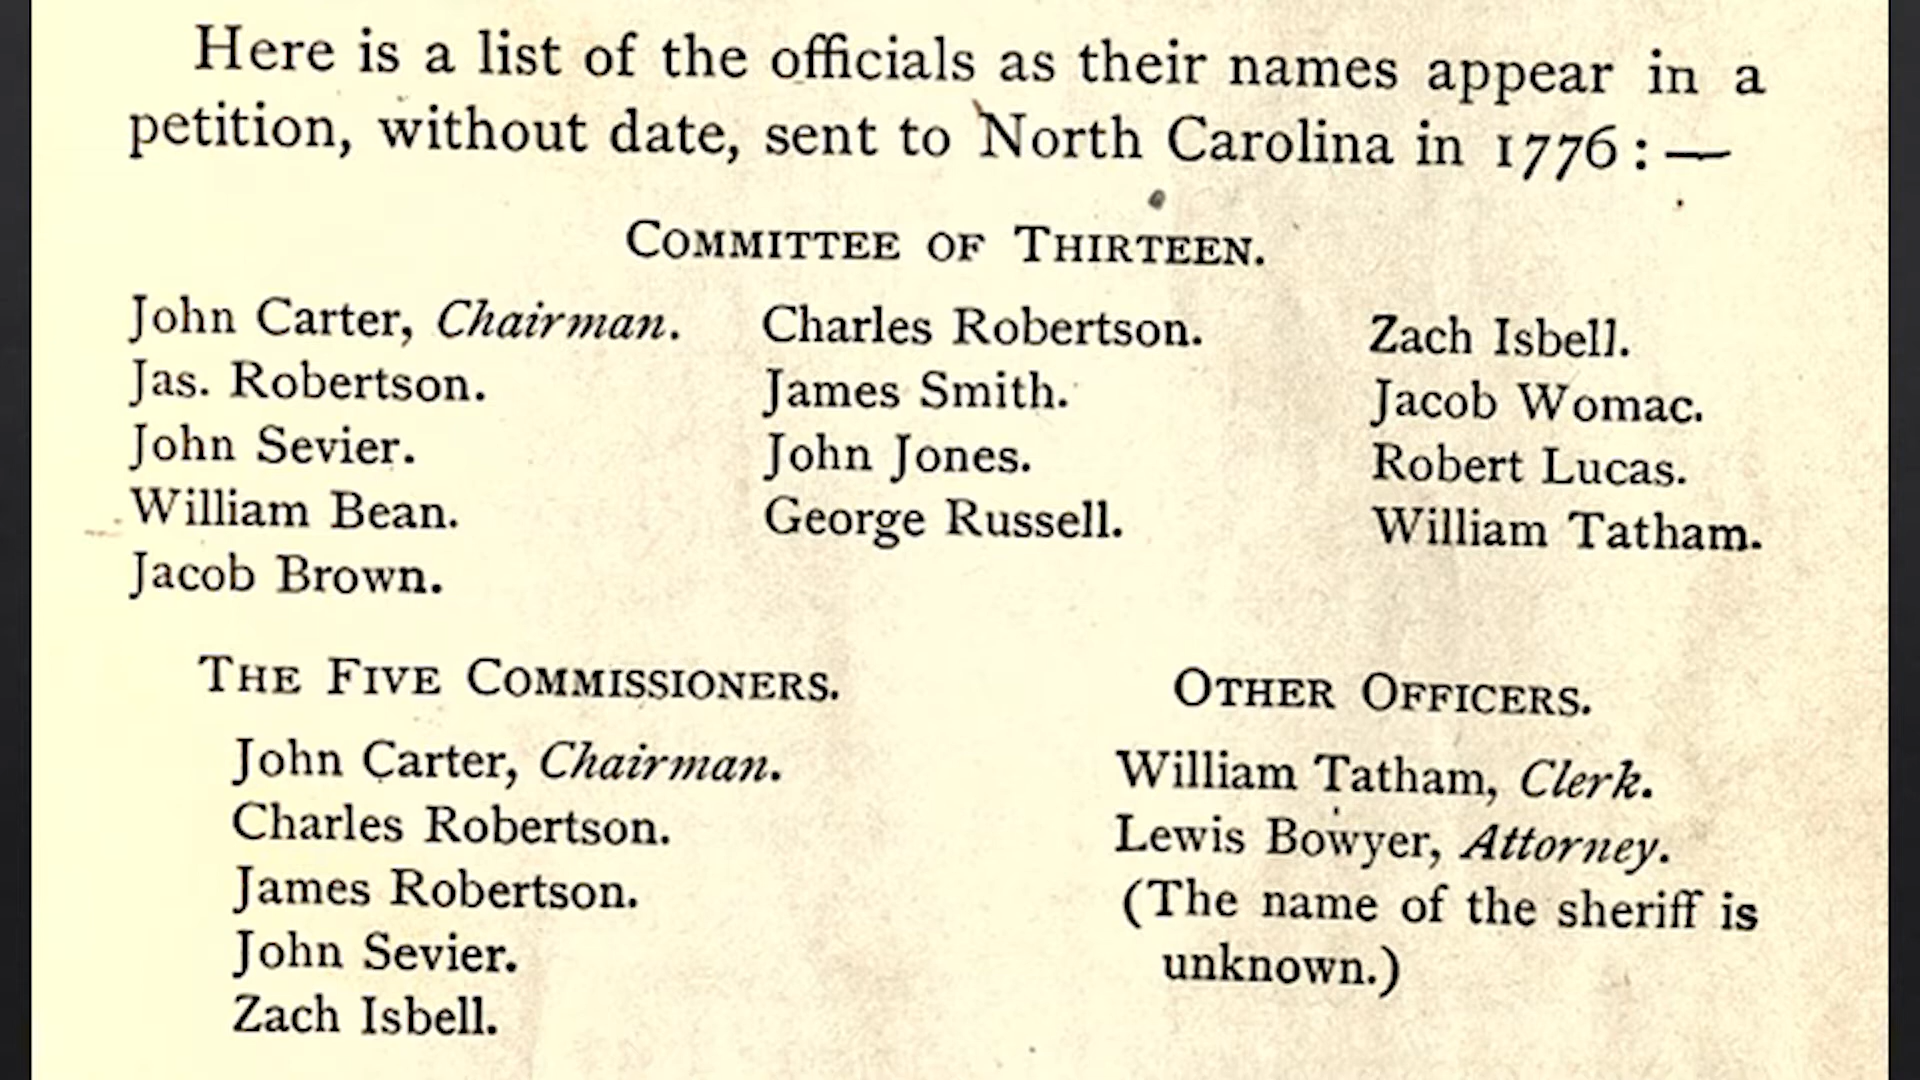 Here is a list of the officials as their names appear in a
petition, without date, sent to North Carolina in 1776 : —
COMMITTEE OF THIRTEEN.
John Carter, Chairman.
Jas. Robertson.
John Sevier.
William Bean.
Jacob Brown.
Charles Robertson.
James Smith.
John Jones.
George Russell.
Zach Isbell.
Jacob Womac.
Robert Lucas.
William Tatham.
THE FIVE COMMISSIONERS.
John Carter, Chairman.
Charles Robertson.
James Robertson.
John Sevier.
Zach Isbell.
OTHER OFFICERS.
William Tatham, Clerk.
Lewis Bowyer, Attorney.
(The name of the sheriff is
unknown.)